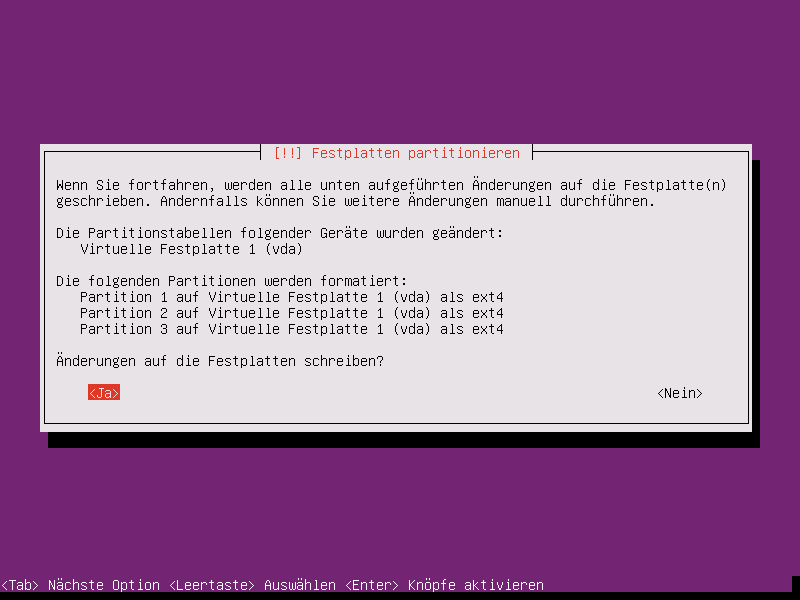 [!!] Festplatten partitionieren
Wenn Sie fortfahren, werden alle unten aufgeführten Änderungen auf die Festplatte(n)
geschrieben. Andernfalls können Sie weitere Änderungen manuell durchführen.
Die Partitionstabellen folgender Geräte wurden geändert:
Virtuelle Festplatte 1 (vda)
Die folgenden Partitionen werden formatiert:
Partition 1 auf Virtuelle Festplatte 1 (vda) als ext4
Partition 2 auf Virtuelle Festplatte 1 (vda) als ext4
Partition 3 auf Virtuelle Festplatte 1 (vda) als ext4
Änderungen auf die Festplatten schreiben?
<Ja> <Nein>
<Tab> Nächste Option <Leertaste> Auswählen <Enter> Knöpfe aktivieren